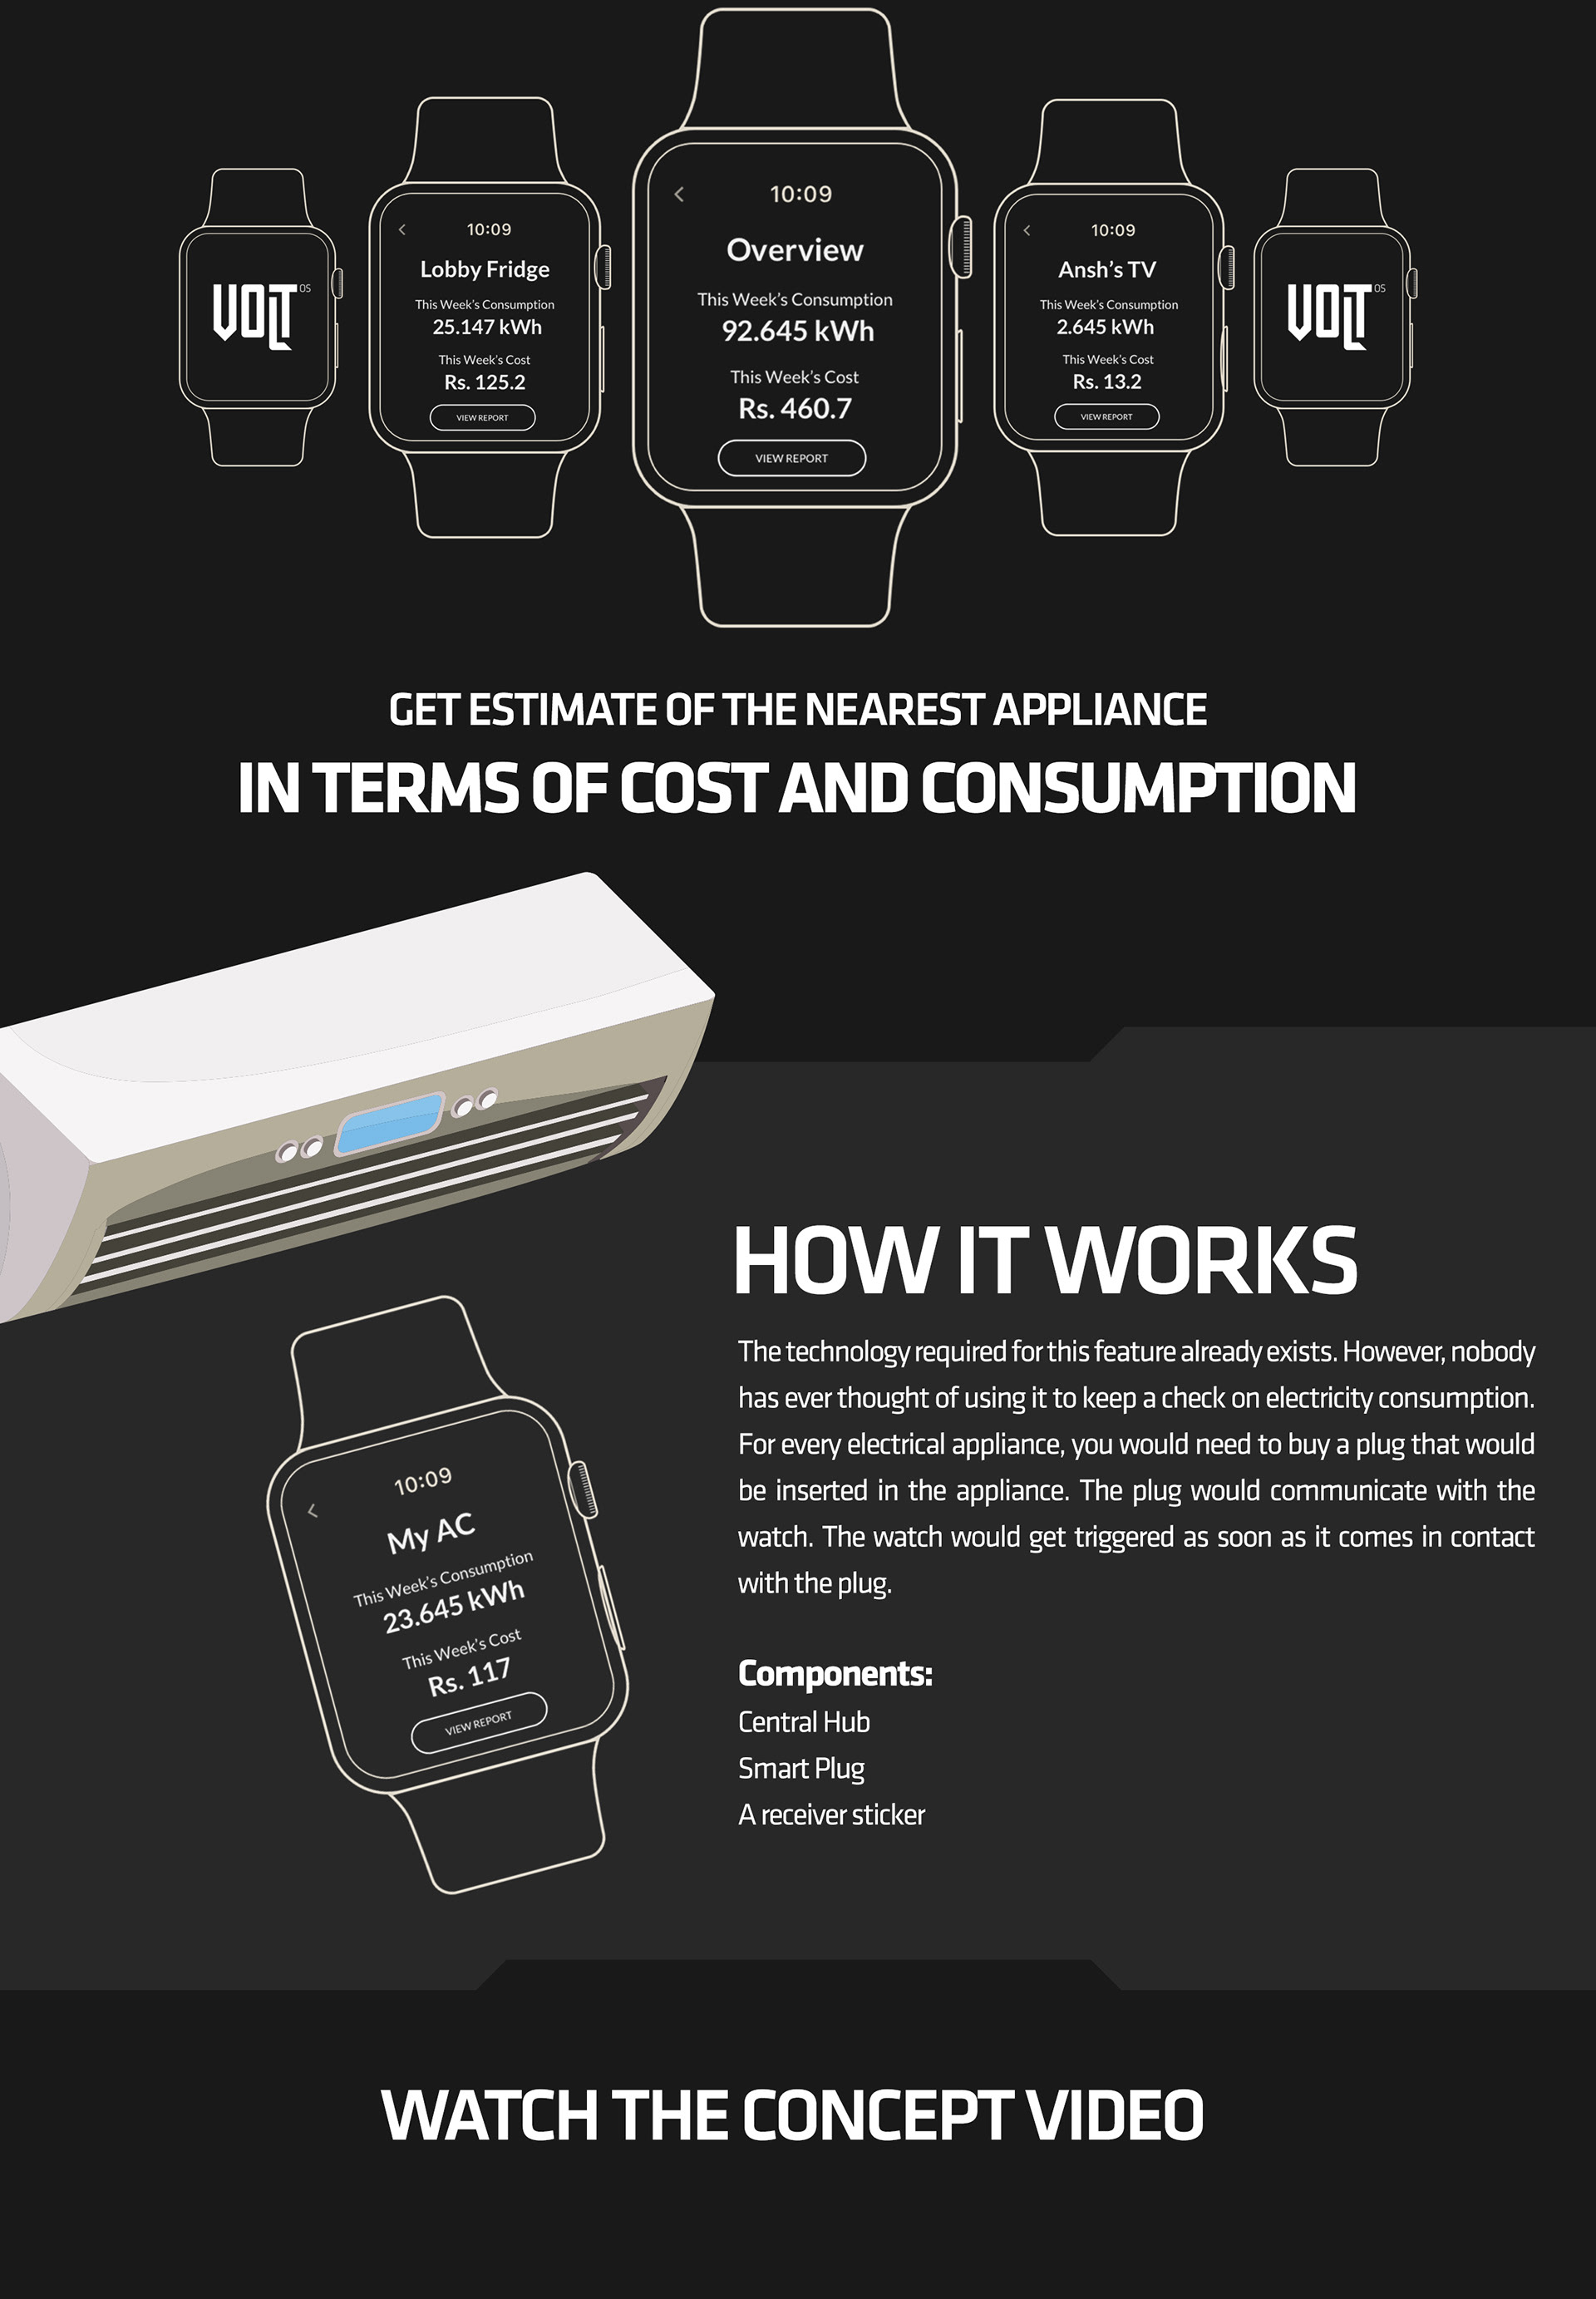 VOLT OS
10:09
Lobby Fridge
This Week's Consumption
25.147 kWh
This Week's Cost
Rs. 125.2
VIEW REPORT
10:09
Overview
This Week's Consumption
92.645 kWh
This Week's Cost
Rs. 460.7
VIEW REPORT
10:09
Ansh's TV
This Week's Consumption
2.645 kWh
This Week's Cost
Rs. 13.2
VIEW REPORT
VOLT OS
GET ESTIMATE OF THE NEAREST APPLIANCE
IN TERMS OF COST AND CONSUMPTION
HOW IT WORKS
The technology required for this feature already exists. However, nobody
has ever thought of using it to keep a check on electricity consumption.
For every electrical appliance, you would need to buy a plug that would
be inserted in the appliance. The plug would communicate with the
watch. The watch would get triggered as soon as it comes in contact
with the plug.
Components:
Central Hub
Smart Plug
A receiver sticker
10:09
My AC
This Week's Consumption
23.645 kWh
This Week's Cost
Rs. 117
VIEW REPORT
WATCH THE CONCEPT VIDEO